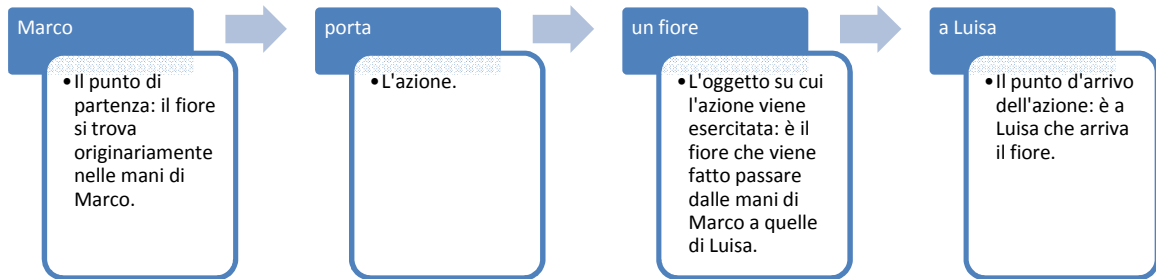 Marco
•Il punto di
partenza: il fiore
si trova
originariamente
nelle mani di
Marco.
porta
•L'azione.
un fiore
•L'oggetto su cui
l'azione viene
esercitata: è il
fiore che viene
fatto passare
dalle mani di
Marco a quelle
di Luisa.
a Luisa
•Il punto d'arrivo
dell'azione: è a
Luisa che arriva
il fiore.